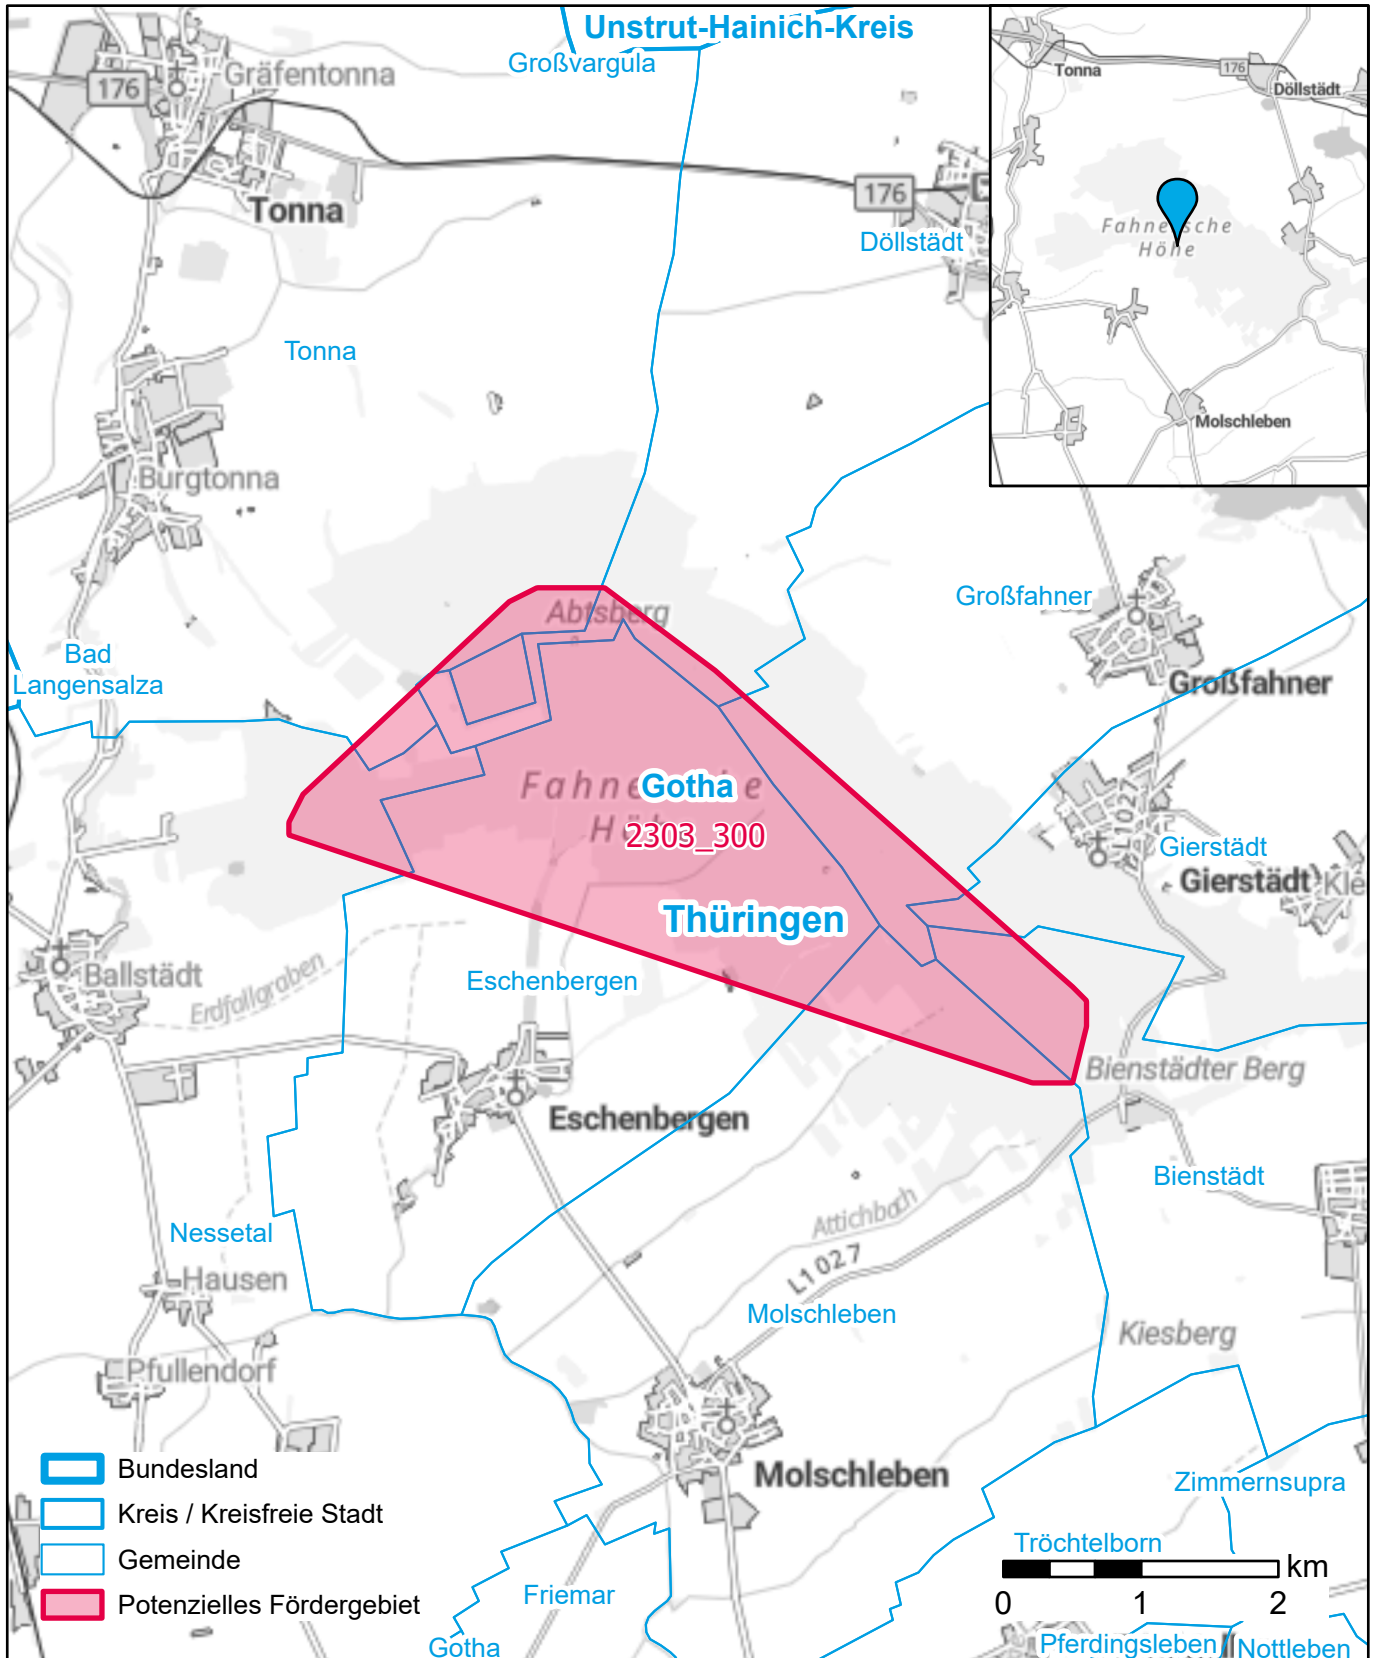 Unstrut-Hainich-Kreis
Großvargula
Gräfentonna
176
Tonna
176
Döllstädt
Tonna
Burgtonna
Tonna
176
Döllstädt
Höhe
Molschleben
Großfahner
Großfahner
Bad
Langensalza
Abtsberg
Gotha
2303_300
Thüringen
L1027
Gierstädt
Gierstädt
Kle
Ballstädt
Erdfallgraben
Eschenbergen
Eschenbergen
Bienstädter Berg
Bienstädt
Nessetal
Hausen
Attichbach
L1027
Molschleben
Kiesberg
Pfullendorf
Molschleben
Zimmernsupra
Tröchtelborn
Friemar
Gotha
Pferdingsleben
Nottleben
Bundesland
Kreis / Kreisfreie Stadt
Gemeinde
Potenzielles Fördergebiet
km
0 1 2